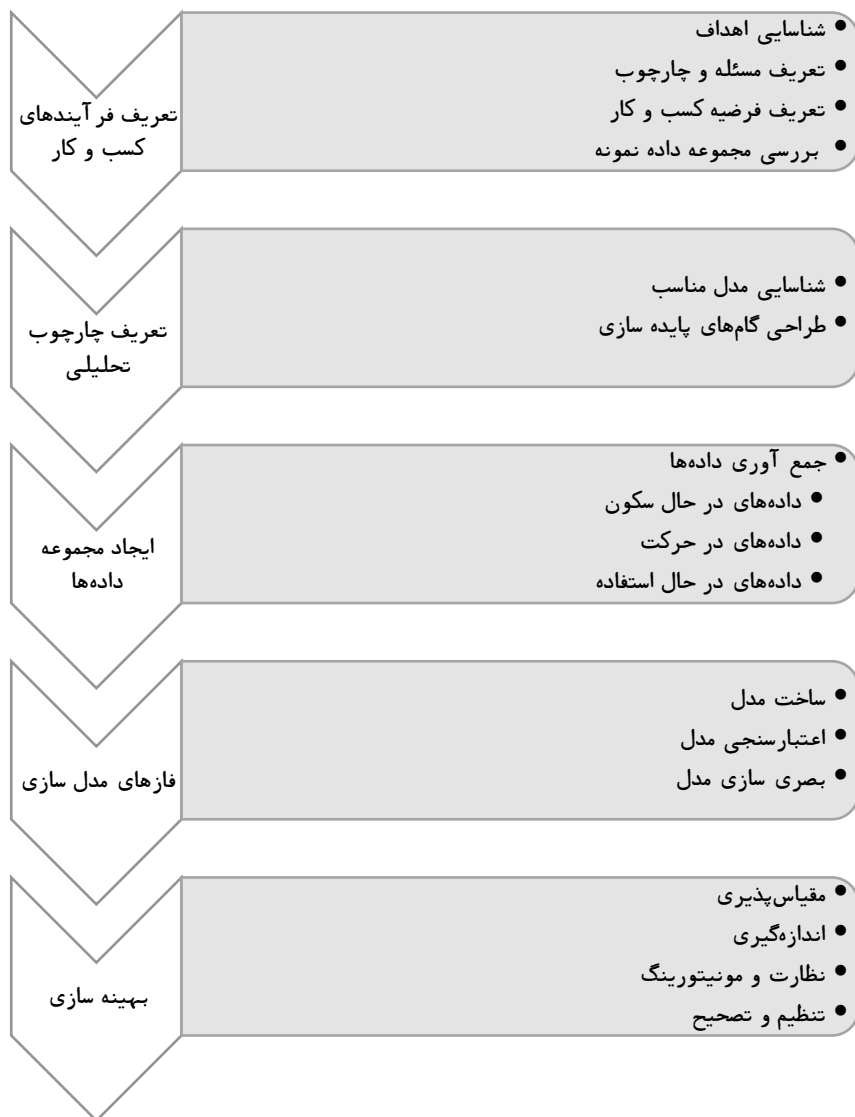 تعریف فرآیندهای
کسب و کار
• شناسایی اهداف
• تعریف مسئله و چارچوب
• تعریف فرضیه کسب و کار
• بررسی مجموعه داده نمونه
تعریف چارچوب
تحلیلی
• شناسایی مدل مناسب
• طراحی گام‌های پایده سازی
ایجاد مجموعه
داده‌ها
• جمع آوری داده‌ها
• داده‌های در حال سکون
• داده‌های در حرکت
• داده‌های در حال استفاده
فازهای مدل سازی
• ساخت مدل
• اعتبارسنجی مدل
• بصری سازی مدل
بهینه سازی
• مقیاس‌پذیری
• اندازه‌گیری
• نظارت و مونیتورینگ
• تنظیم و تصحیح